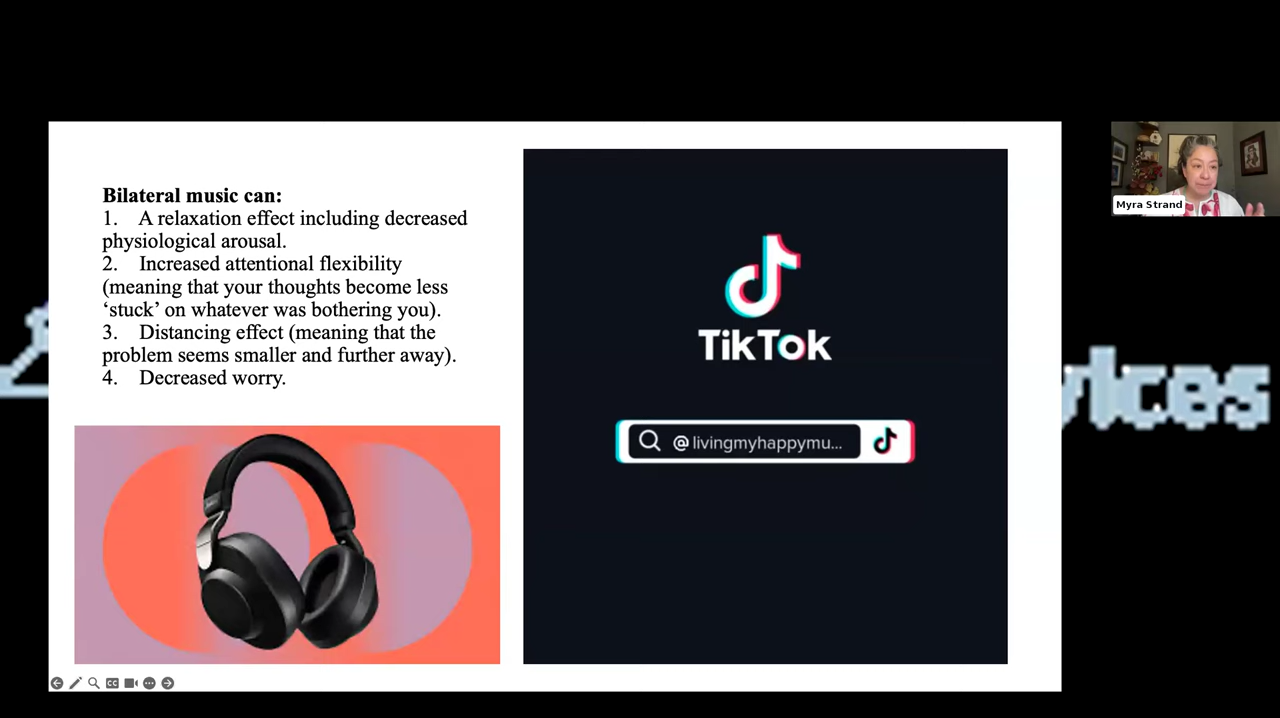 Bilateral music can:
1. A relaxation effect including decreased
physiological arousal.
2. Increased attentional flexibility
(meaning that your thoughts become less
‘stuck’ on whatever was bothering you).
3. Distancing effect (meaning that the
problem seems smaller and further away).
4. Decreased worry.
TikTok
@livingmyhappymu...
Myra Strand
CC